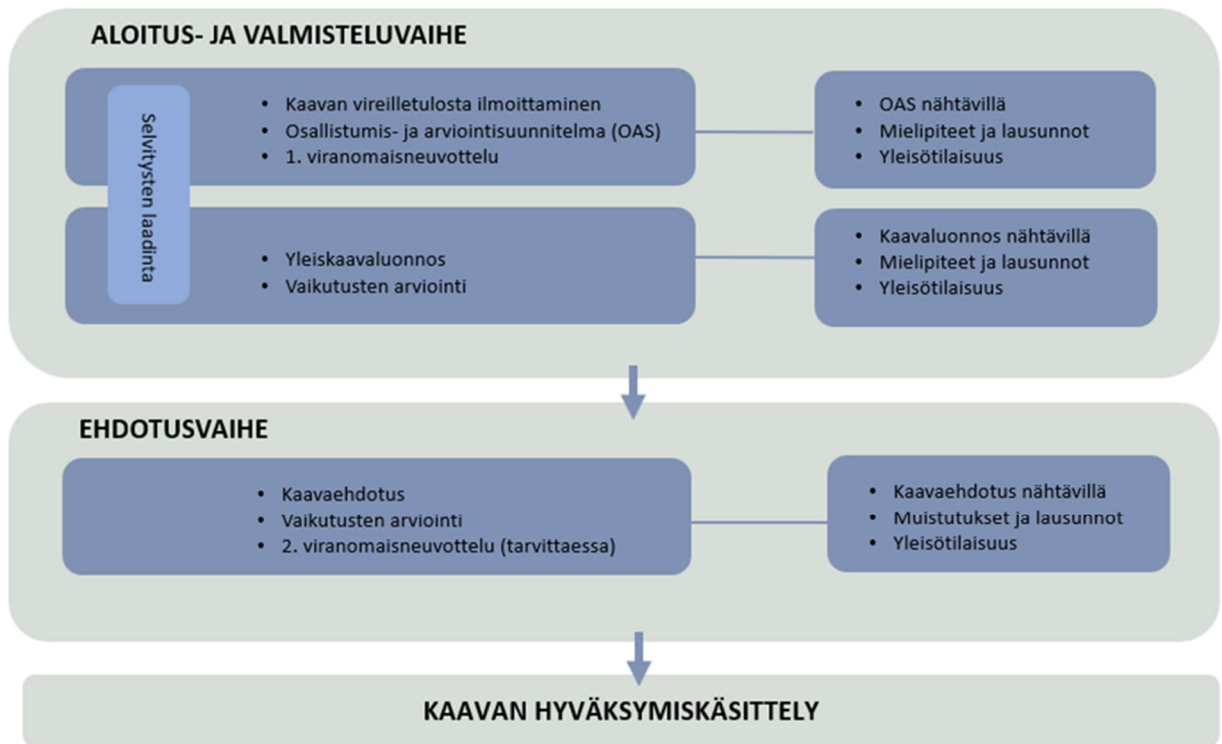 ALOITUS- JA VALMISTELUVAIHE
Selvitysten laadinta
• Kaavan vireilletulosta ilmoittaminen
• Osallistumis- ja arviointisuunnitelma (OAS)
• 1. viranomaisneuvottelu
• OAS nähtävillä
• Mielipiteet ja lausunnot
• Yleisötilaisuus
• Yleiskaavaluonnos
• Vaikutusten arviointi
• Kaavaluonnos nähtävillä
• Mielipiteet ja lausunnot
• Yleisötilaisuus
EHDOTUSVAIHE
• Kaavaehdotus
• Vaikutusten arviointi
• 2. viranomaisneuvottelu (tarvittaessa)
• Kaavaehdotus nähtävillä
• Muistutukset ja lausunnot
• Yleisötilaisuus
KAAVAN HYVÄKSYMISKÄSITTELY